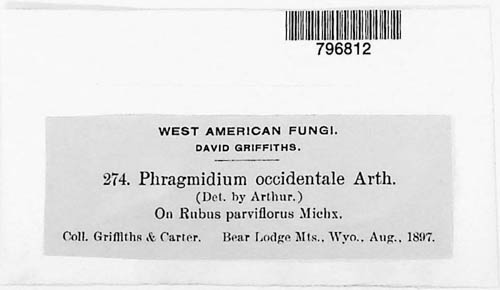 796812
WEST AMERICAN FUNGI.
DAVID GRIFFITHS.
274. Phragmidium occidentale Arth.
(Det. by Arthur.)
On Rubus parviflorus Michx.
Coll. Griffiths & Carter. Bear Lodge Mts., Wyo., Aug., 1897.